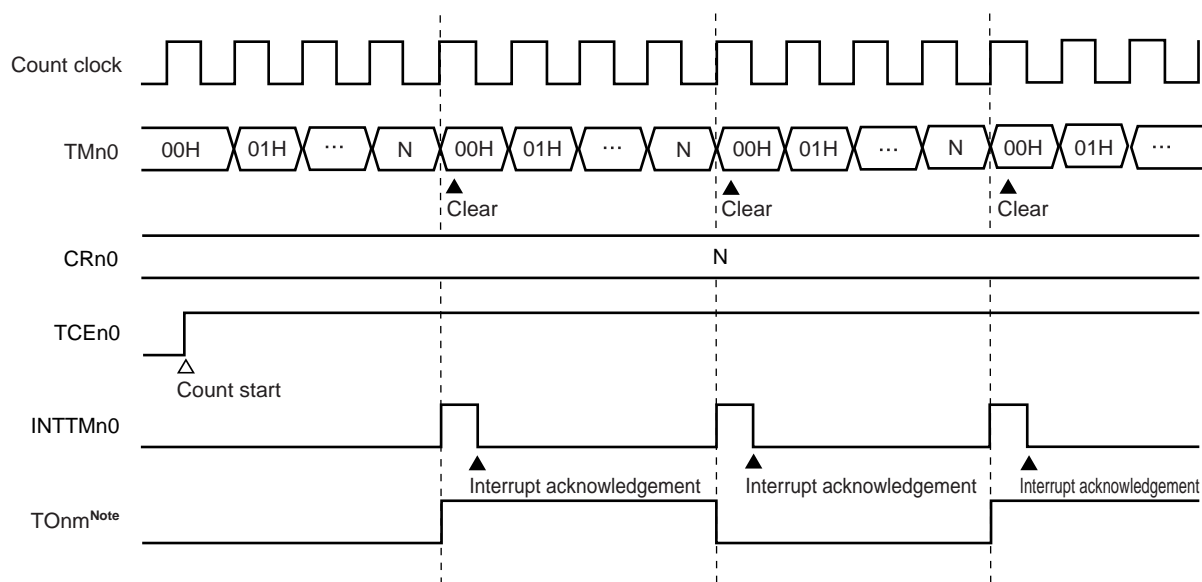 Count clock
TMn0 00H 01H ... N 00H 01H ... N 00H 01H ... N 00H 01H ...
Clear Clear Clear
CRn0 N
TCEn0
Count start
INTTMn0
Interrupt acknowledgement Interrupt acknowledgement Interrupt acknowledgement
TOnmNote